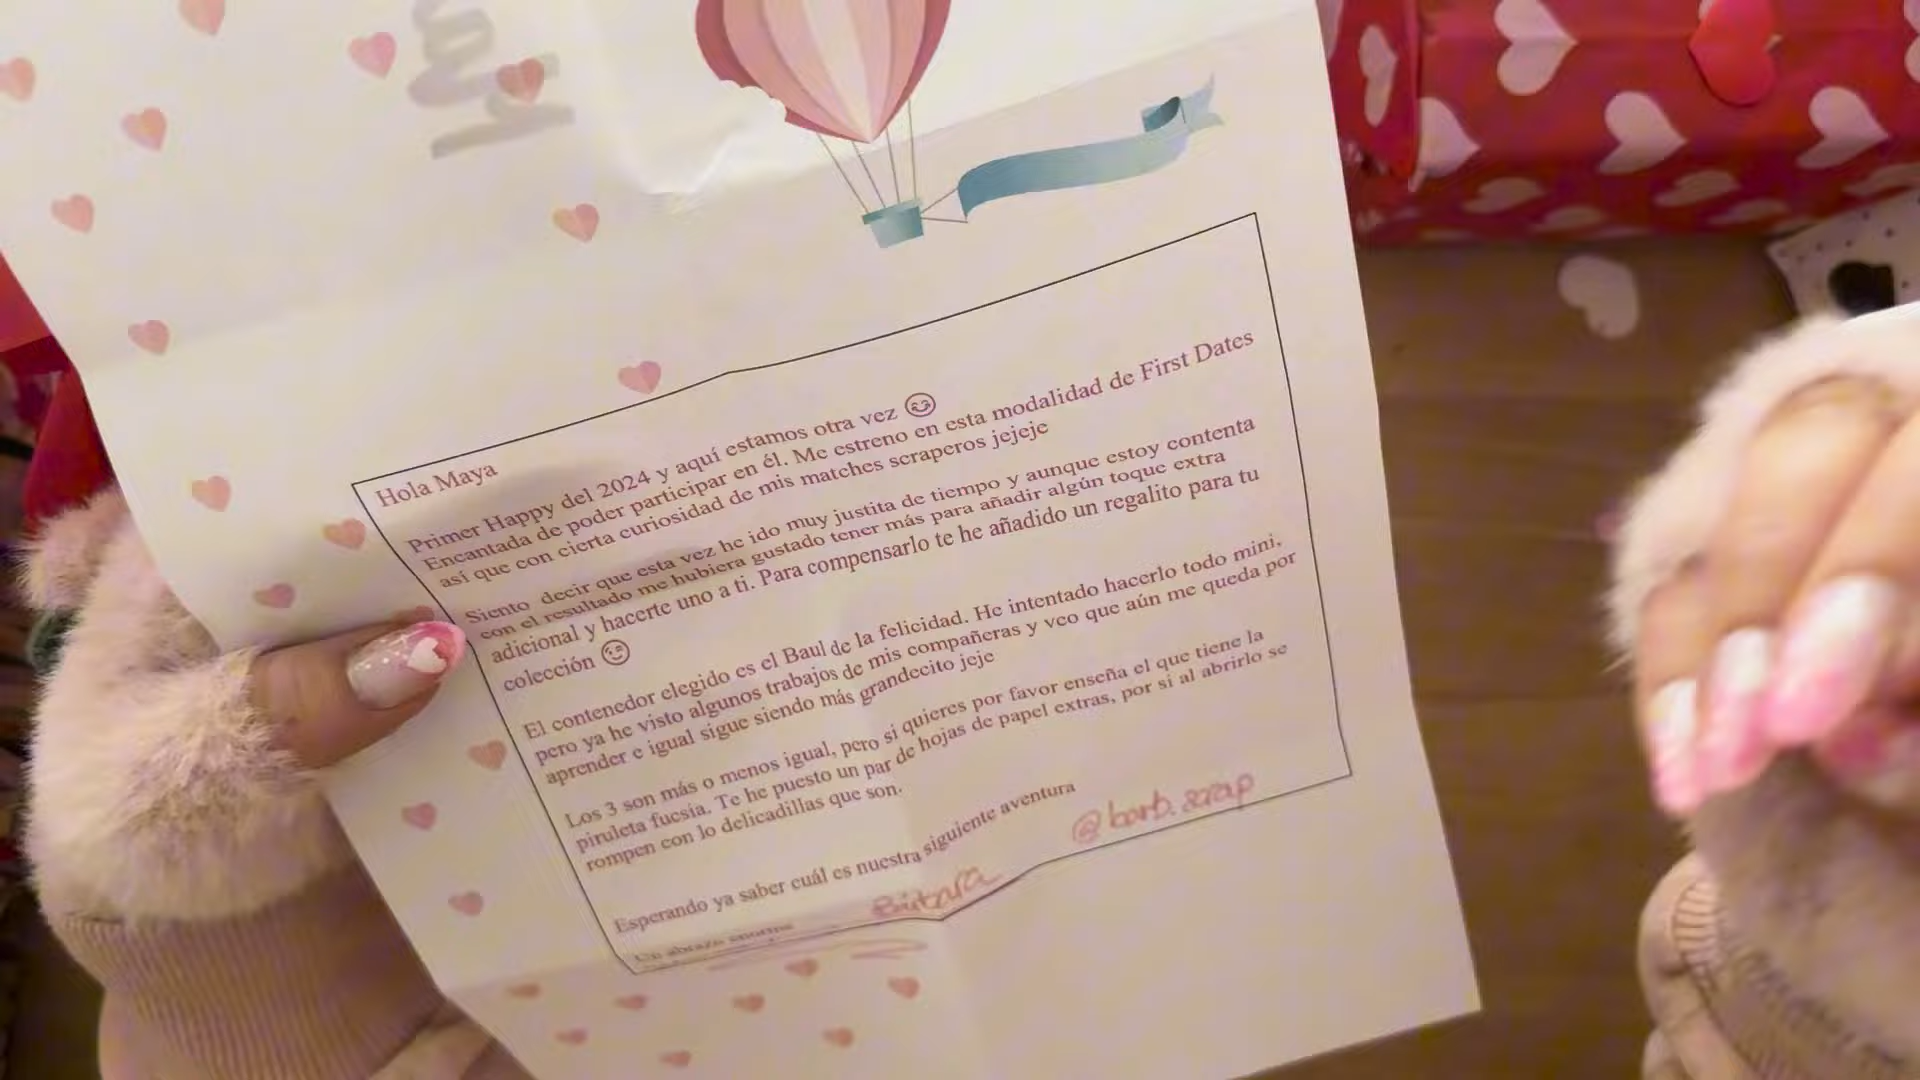 Hola Maya
Primer Happy del 2024 y aquí estamos otra vez 😊
Encantada de poder participar en él. Me estreno en esta modalidad de First Dates
así que con cierta curiosidad de mis matches scraperos jejeje
Siento decir que esta vez he ido muy justita de tiempo y aunque estoy contenta
con el resultado me hubiera gustado tener más para añadir algún toque extra
adicional y hacerte uno a ti. Para compensarlo te he añadido un regalito para tu
colección 😉
El contenedor elegido es el Baul de la felicidad. He intentado hacerlo todo mini,
pero ya he visto algunos trabajos de mis compañeras y veo que aún me queda por
aprender e igual sigue siendo más grandecito jeje
Los 3 son más o menos igual, pero si quieres por favor enseña el que tiene la
piruleta fucsia. Te he puesto un par de hojas de papel extras, por si al abrirlo se
rompen con lo delicadillas que son.
Esperando ya saber cuál es nuestra siguiente aventura
@barb.scrap
Un abrazo enorme
Bárbara